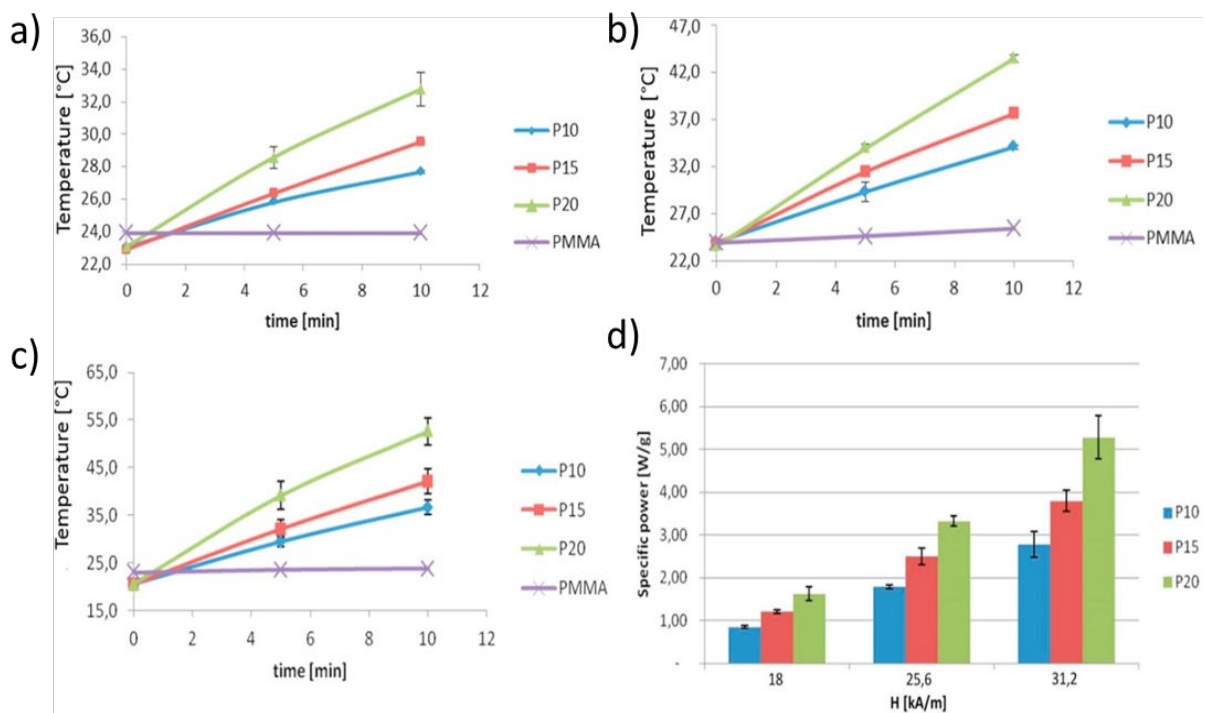 a)
Temperature [°C]
36,0
34,0
32,0
30,0
28,0
26,0
24,0
22,0
0 2 4 6 8 10 12
time [min]
P10
P15
P20
PMMA
b)
Temperature [°C]
47,0
42,0
37,0
32,0
27,0
22,0
0 2 4 6 8 10 12
time [min]
P10
P15
P20
PMMA
c)
Temperature [°C]
65,0
55,0
45,0
35,0
25,0
15,0
0 2 4 6 8 10 12
time [min]
P10
P15
P20
PMMA
d)
Specific power [W/g]
7,00
6,00
5,00
4,00
3,00
2,00
1,00
-
18 25,6 31,2
H [kA/m]
P10
P15
P20